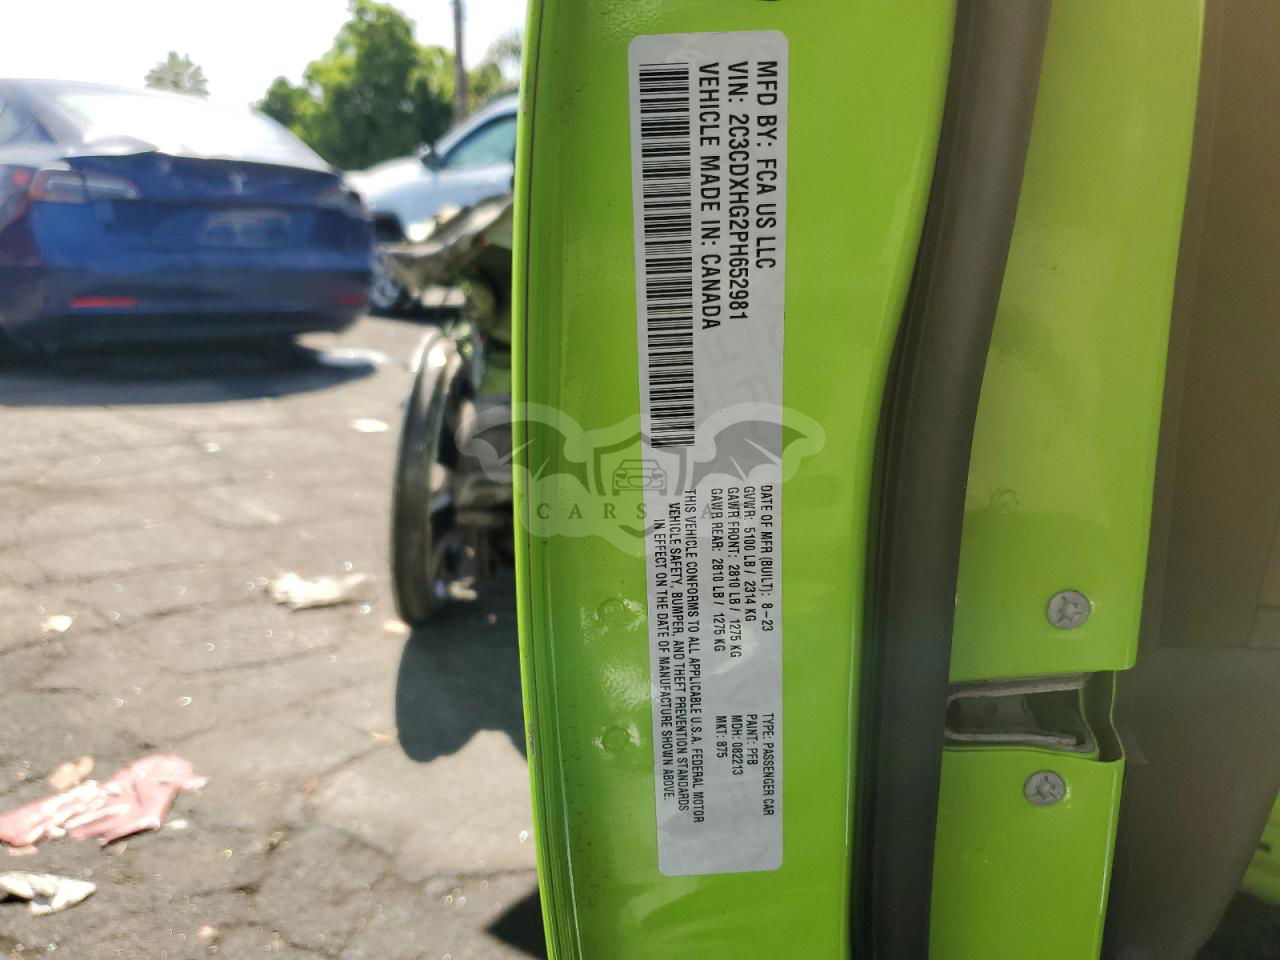 MFD BY: FCA US LLC
VIN: 2C3CDXHG2PH652981
VEHICLE MADE IN: CANADA
DATE OF MFR (BUILT): 8-23
GVWR: 5100 LB / 2314 KG
GAWR FRONT: 2810 LB / 1275 KG
GAWR REAR: 2810 LB / 1275 KG
THIS VEHICLE CONFORMS TO ALL APPLICABLE U.S.A. FEDERAL MOTOR
VEHICLE SAFETY, BUMPER, AND THEFT PREVENTION STANDARDS
IN EFFECT ON THE DATE OF MANUFACTURE SHOWN ABOVE.
TYPE: PASSENGER CAR
PAINT: PFB
MDH: 082213
MKT: 875